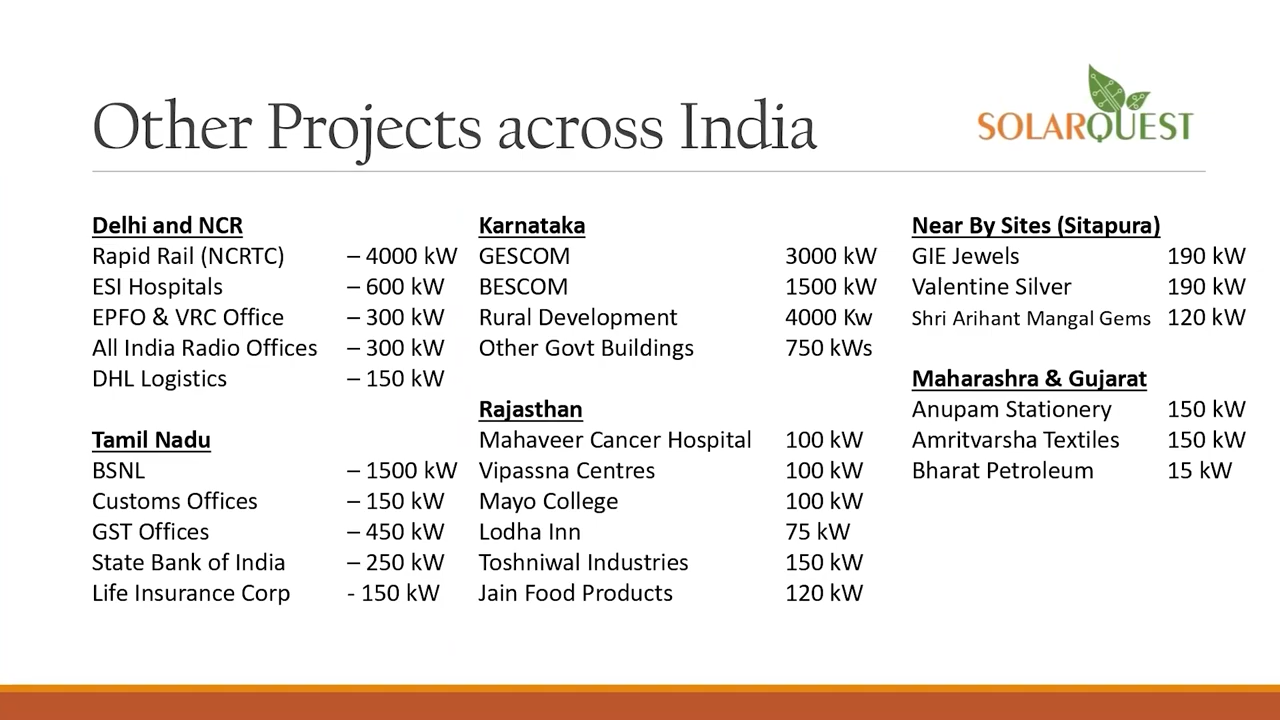 Other Projects across India
SOLARQUEST
Delhi and NCR
Rapid Rail (NCRTC) – 4000 kW
ESI Hospitals – 600 kW
EPFO & VRC Office – 300 kW
All India Radio Offices – 300 kW
DHL Logistics – 150 kW
Tamil Nadu
BSNL – 1500 kW
Customs Offices – 150 kW
GST Offices – 450 kW
State Bank of India – 250 kW
Life Insurance Corp - 150 kW
Karnataka
GESCOM 3000 kW
BESCOM 1500 kW
Rural Development 4000 Kw
Other Govt Buildings 750 kWs
Rajasthan
Mahaveer Cancer Hospital 100 kW
Vipassna Centres 100 kW
Mayo College 100 kW
Lodha Inn 75 kW
Toshniwal Industries 150 kW
Jain Food Products 120 kW
Near By Sites (Sitapura)
GIE Jewels 190 kW
Valentine Silver 190 kW
Shri Arihant Mangal Gems 120 kW
Maharashra & Gujarat
Anupam Stationery 150 kW
Amritvarsha Textiles 150 kW
Bharat Petroleum 15 kW